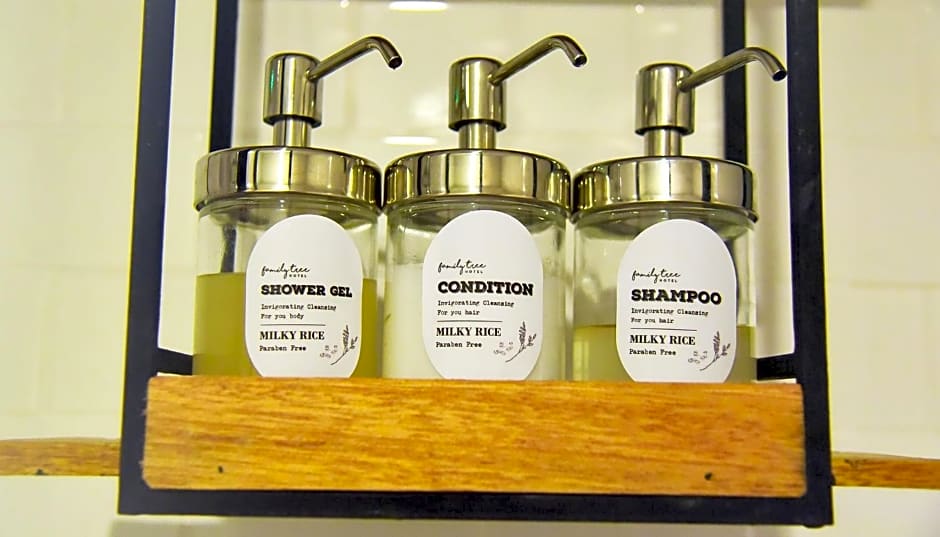 family tree
HOTEL
SHOWER GEL
Invigorating Cleansing
For you body
MILKY RICE
Paraben Free
family tree
HOTEL
CONDITION
Invigorating Cleansing
For you hair
MILKY RICE
Paraben Free
family tree
HOTEL
SHAMPOO
Invigorating Cleansing
For you hair
MILKY RICE
Paraben Free